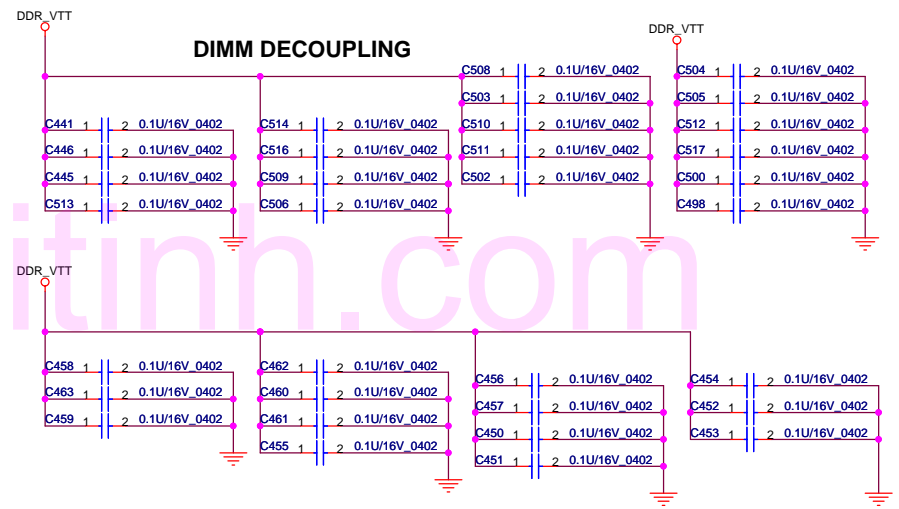 DDR_VTT
DIMM DECOUPLING
DDR_VTT
C441 1 2 0.1U/16V_0402
C446 1 2 0.1U/16V_0402
C445 1 2 0.1U/16V_0402
C513 1 2 0.1U/16V_0402
C514 1 2 0.1U/16V_0402
C516 1 2 0.1U/16V_0402
C509 1 2 0.1U/16V_0402
C506 1 2 0.1U/16V_0402
C508 1 2 0.1U/16V_0402
C503 1 2 0.1U/16V_0402
C510 1 2 0.1U/16V_0402
C511 1 2 0.1U/16V_0402
C502 1 2 0.1U/16V_0402
C504 1 2 0.1U/16V_0402
C505 1 2 0.1U/16V_0402
C512 1 2 0.1U/16V_0402
C517 1 2 0.1U/16V_0402
C500 1 2 0.1U/16V_0402
C498 1 2 0.1U/16V_0402
itinh.com
DDR_VTT
C458 1 2 0.1U/16V_0402
C463 1 2 0.1U/16V_0402
C459 1 2 0.1U/16V_0402
C462 1 2 0.1U/16V_0402
C460 1 2 0.1U/16V_0402
C461 1 2 0.1U/16V_0402
C455 1 2 0.1U/16V_0402
C456 1 2 0.1U/16V_0402
C457 1 2 0.1U/16V_0402
C450 1 2 0.1U/16V_0402
C451 1 2 0.1U/16V_0402
C454 1 2 0.1U/16V_0402
C452 1 2 0.1U/16V_0402
C453 1 2 0.1U/16V_0402